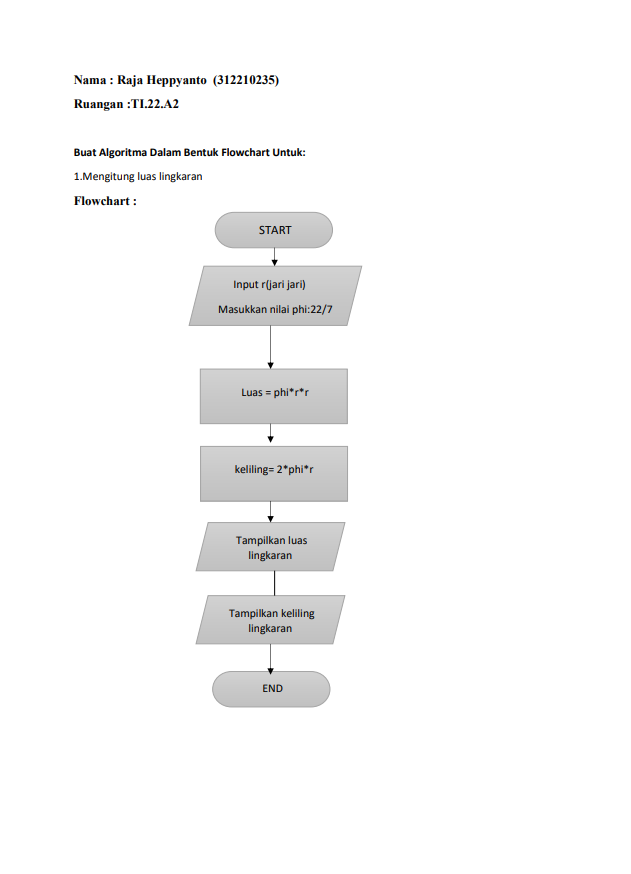 Nama : Raja Heppyanto (312210235)
Ruangan :TI.22.A2
Buat Algoritma Dalam Bentuk Flowchart Untuk:
1.Mengitung luas lingkaran
Flowchart :
START
Input r(jari jari)
Masukkan nilai phi:22/7
Luas = phi*r*r
keliling= 2*phi*r
Tampilkan luas
lingkaran
Tampilkan keliling
lingkaran
END